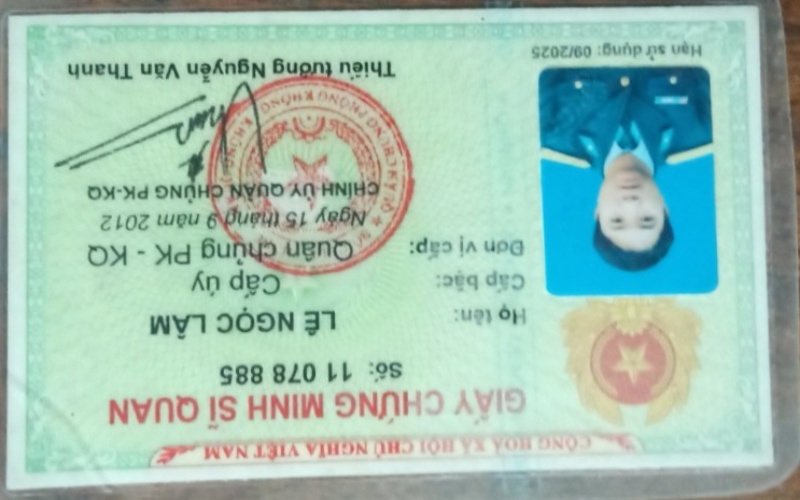 CỘNG HOÀ XÃ HỘI CHỦ NGHĨA VIỆT NAM
GIẤY CHỨNG MINH SĨ QUAN
Số: 11 078 885
Họ tên: LÊ NGỌC LÂM
Cấp bậc: Cấp úy
Đơn vị cấp: Quân chủng PK - KQ
Ngày 15 tháng 9 năm 2012
CHÍNH ỦY QUÂN CHỦNG PK-KQ
Thiếu tướng Nguyễn Văn Thanh
Hạn sử dụng: 09/2025